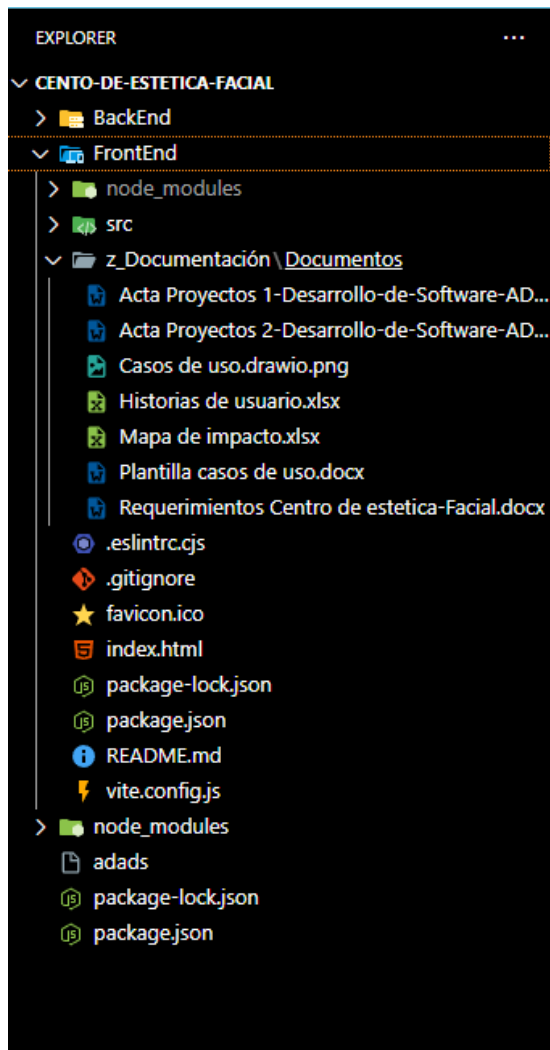 EXPLORER ...
CENTO-DE-ESTETICA-FACIAL
BackEnd
FrontEnd
node_modules
src
z_Documentación\Documentos
Acta Proyectos 1-Desarrollo-de-Software-AD...
Acta Proyectos 2-Desarrollo-de-Software-AD...
Casos de uso.drawio.png
Historias de usuario.xlsx
Mapa de impacto.xlsx
Plantilla casos de uso.docx
Requerimientos Centro de estetica-Facial.docx
.eslintrc.cjs
.gitignore
favicon.ico
index.html
package-lock.json
package.json
README.md
vite.config.js
node_modules
adads
package-lock.json
package.json